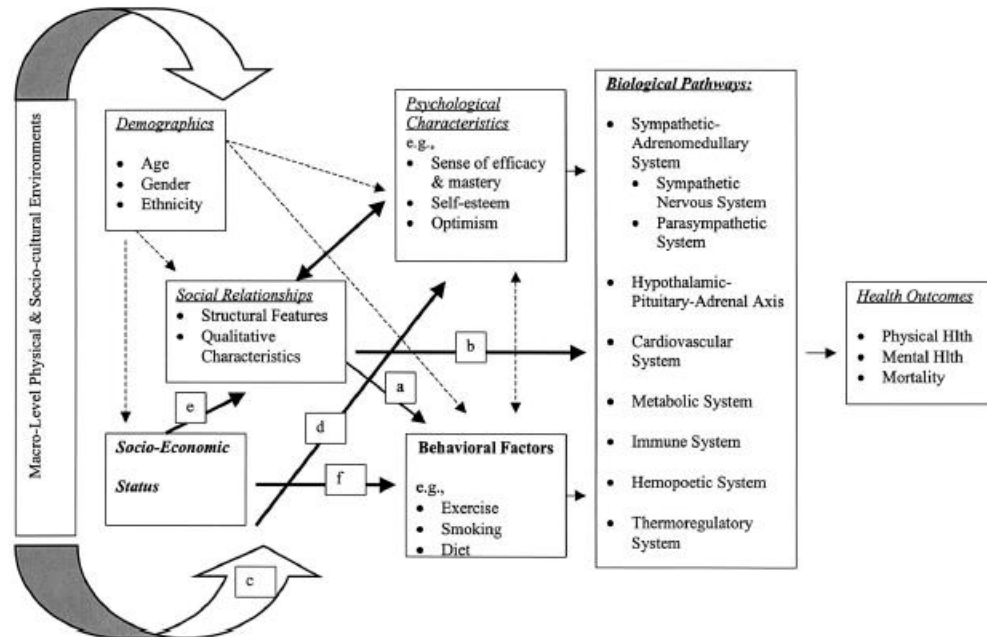 Macro-Level Physical & Socio-cultural Environments
Demographics
• Age
• Gender
• Ethnicity
Psychological
Characteristics
e.g.,
• Sense of efficacy
& mastery
• Self-esteem
• Optimism
Social Relationships
• Structural Features
• Qualitative
Characteristics
a
b
e
d
f
c
Socio-Economic
Status
Behavioral Factors
e.g.,
• Exercise
• Smoking
• Diet
Biological Pathways:
• Sympathetic-
Adrenomedullary
System
• Sympathetic
Nervous System
• Parasympathetic
System
• Hypothalamic-
Pituitary-Adrenal Axis
• Cardiovascular
System
• Metabolic System
• Immune System
• Hemopoetic System
• Thermoregulatory
System
Health Outcomes
• Physical Hlth
• Mental Hlth
• Mortality